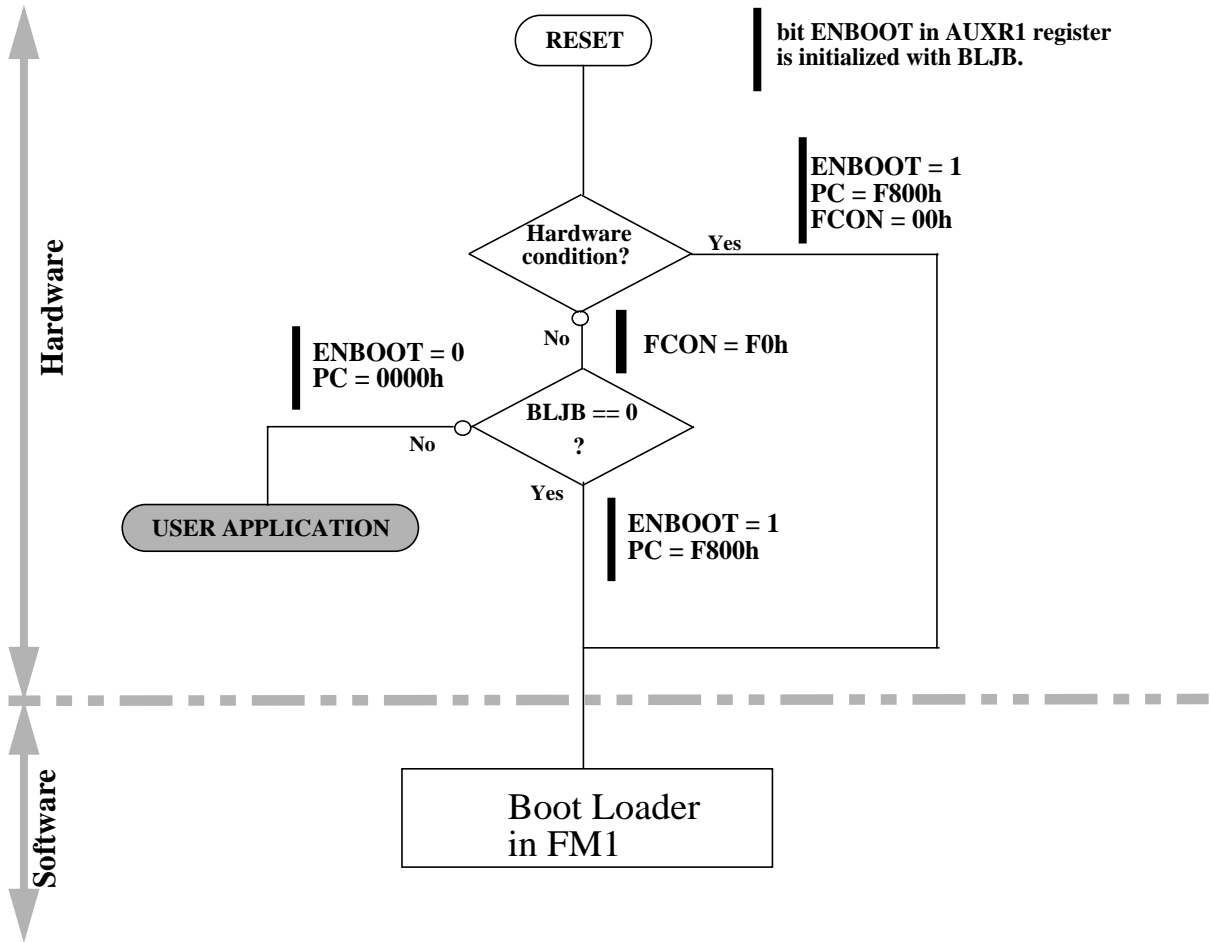 RESET
bit ENBOOT in AUXR1 register
is initialized with BLJB.
ENBOOT = 1
PC = F800h
FCON = 00h
Hardware
condition?
Yes
No
FCON = F0h
ENBOOT = 0
PC = 0000h
BLJB == 0
?
No
Yes
USER APPLICATION
ENBOOT = 1
PC = F800h
Hardware
Boot Loader
in FM1
Software